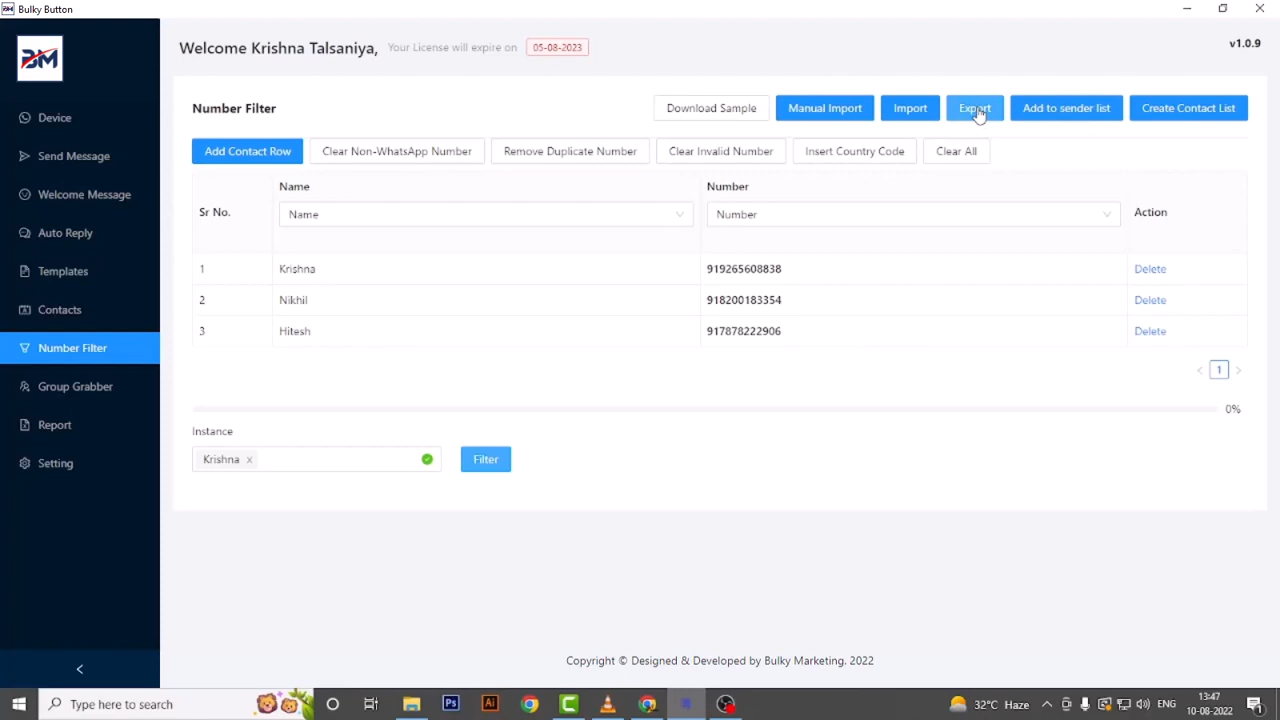 Bulky Button
BM
Welcome Krishna Talsaniya, Your License will expire on 05-08-2023 v1.0.9
Device
Send Message
Welcome Message
Auto Reply
Templates
Contacts
Number Filter
Group Grabber
Report
Setting
Number Filter Download Sample Manual Import Import Export Add to sender list Create Contact List
Add Contact Row Clear Non-WhatsApp Number Remove Duplicate Number Clear Invalid Number Insert Country Code Clear All
Sr No. Name Number Action
Name Number
1 Krishna 919265608838 Delete
2 Nikhil 918200183354 Delete
3 Hitesh 917878222906 Delete
< 1 >
0%
Instance
Krishna x Filter
Copyright © Designed & Developed by Bulky Marketing. 2022
Type here to search Ps Ai 32°C Haze ENG 13:47
10-08-2022 1